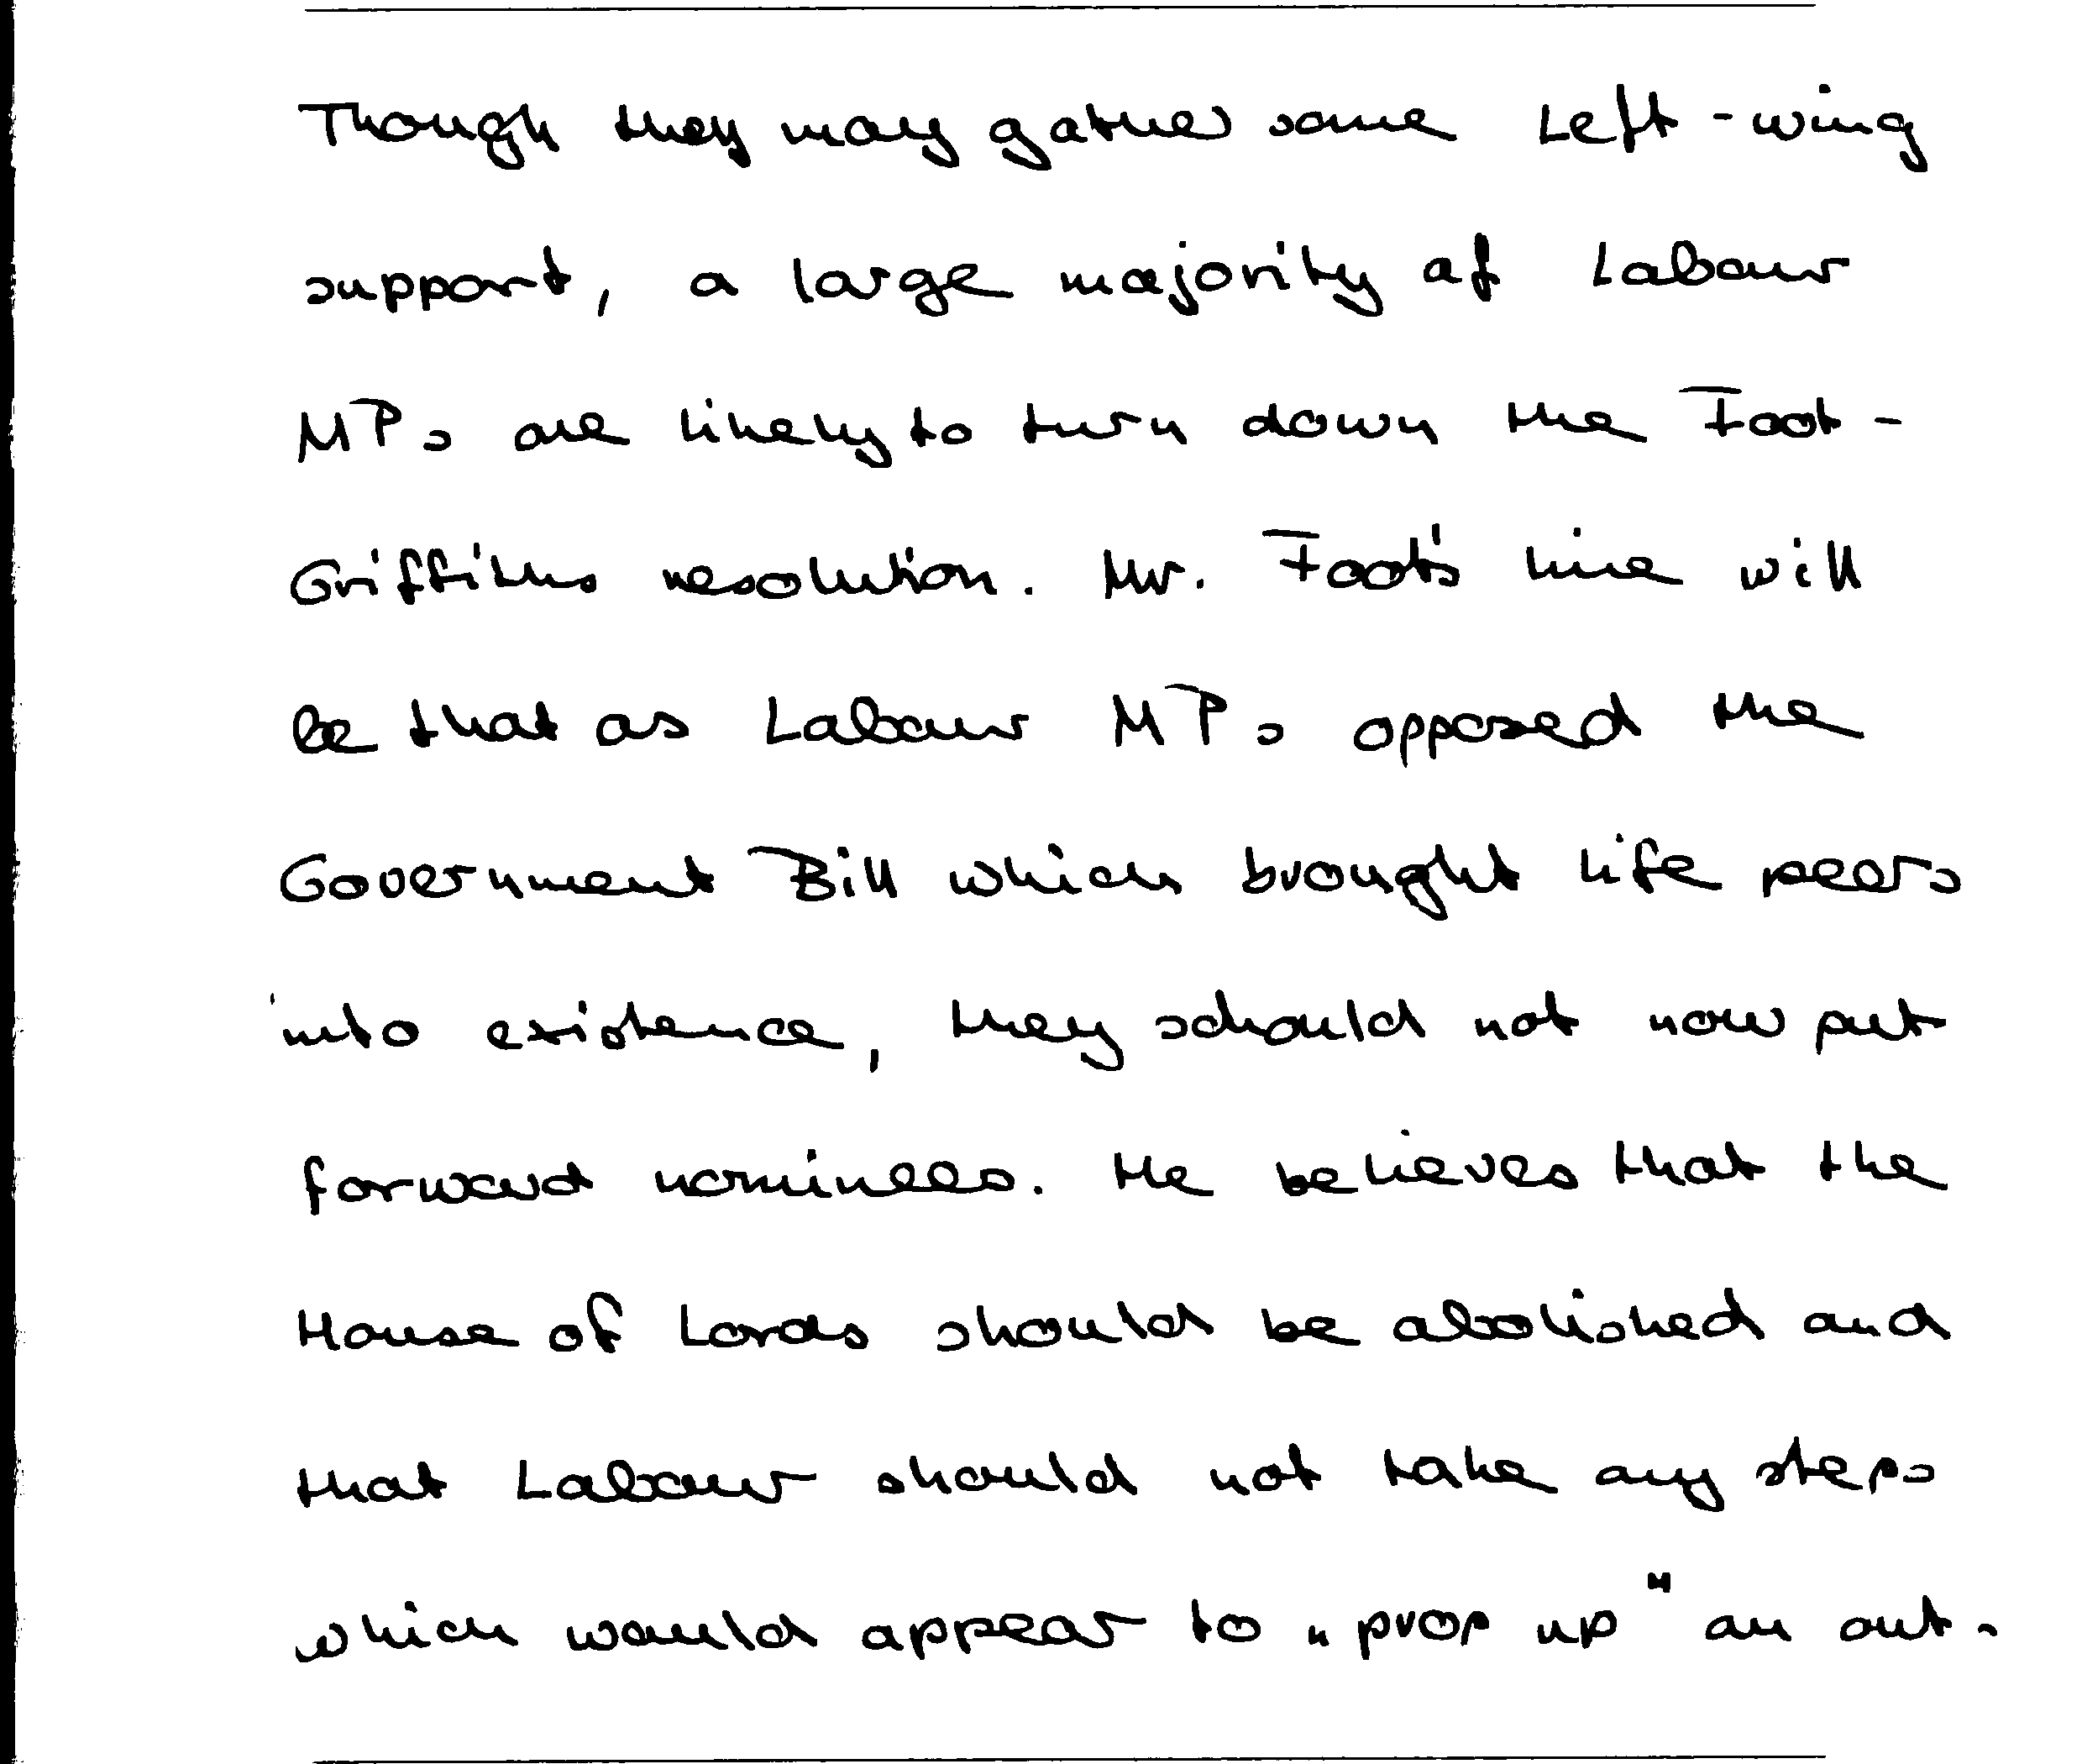 Though they may gather some Left-wing
support, a large majority of Labour
MPs are likely to turn down the Foot-
Griffiths resolution. Mr. Foot's line will
be that as Labour MPs opposed the
Government Bill which brought life peers
into existence, they schould not now put
forward nominees. He believes that the
House of Lords should be abolished and
that Labour should not take any steps
which would appear to „prop up" an out-